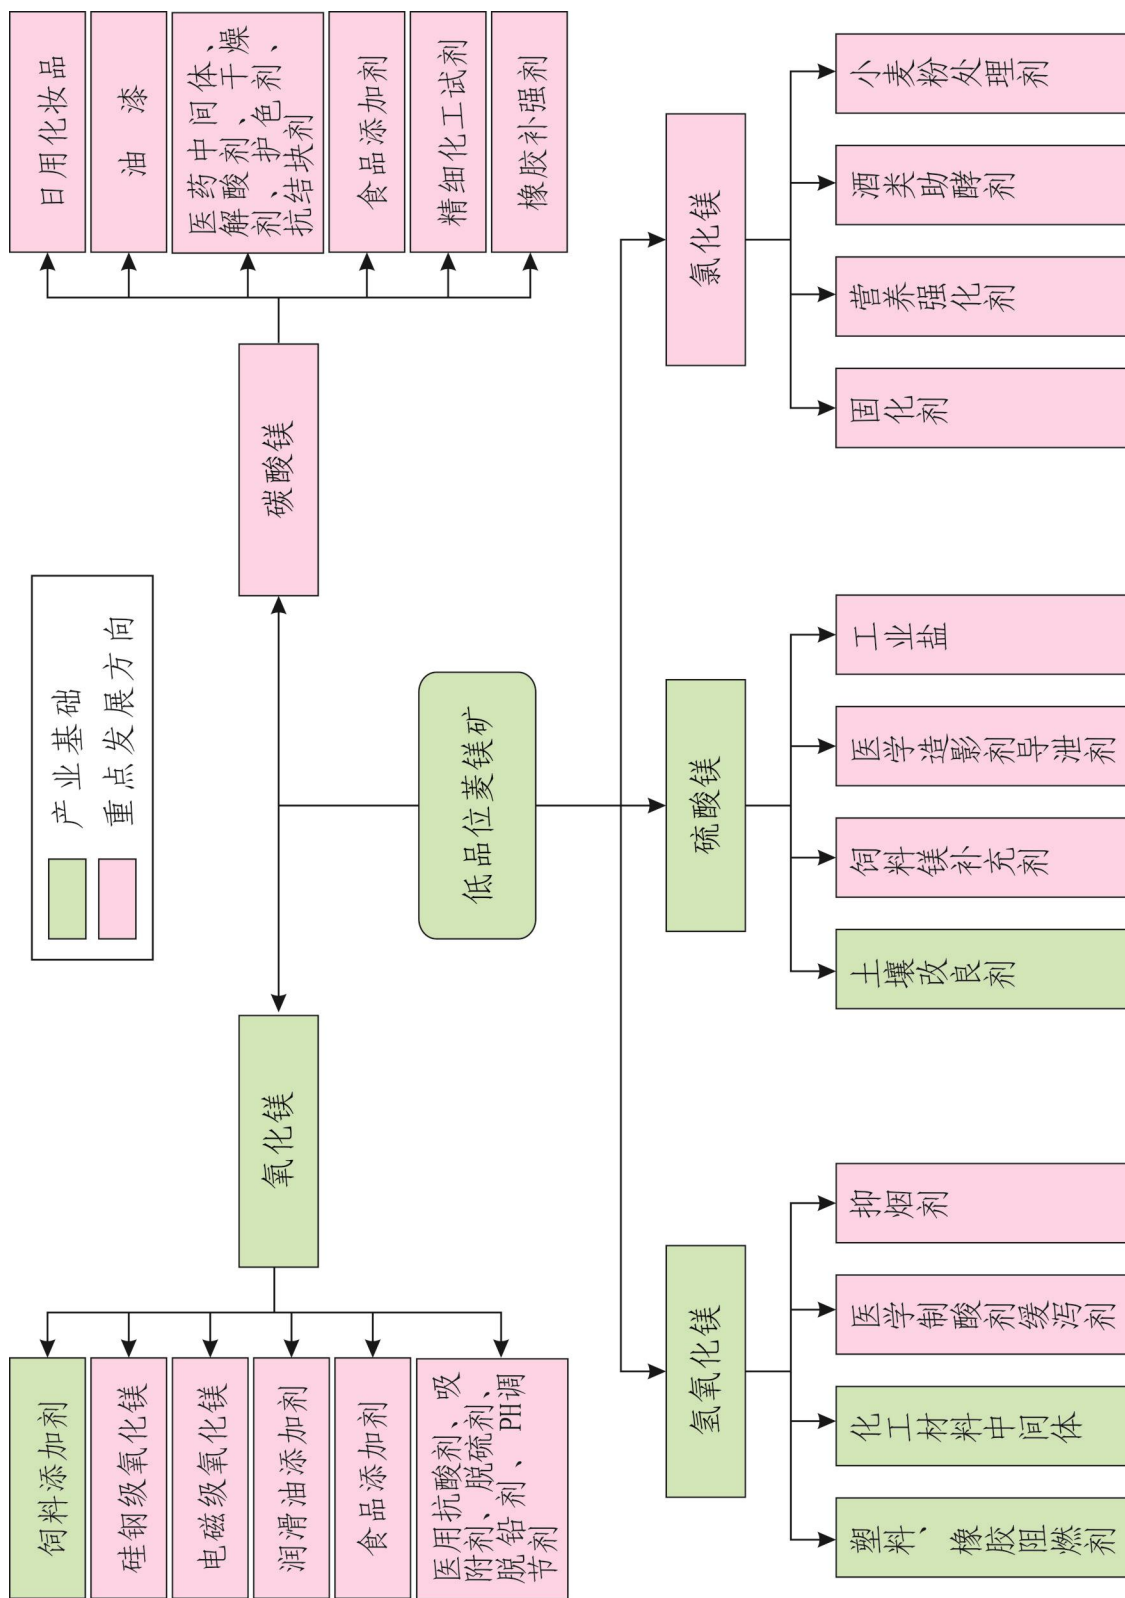 产业基础
重点发展方向
饲料添加剂
硅钢级氧化镁
电磁级氧化镁
润滑油添加剂
食品添加剂
医用抗酸剂、吸
附剂、脱硫剂、
脱铅剂、PH调
节剂
氧化镁
碳酸镁
日用化妆品
油漆
医药中间体、
解酸剂、干燥
剂、护色剂、
抗结块剂
食品添加剂
精细化工试剂
橡胶补强剂
低品位菱镁矿
氢氧化镁
硫酸镁
氯化镁
塑料、橡胶阻燃剂
化工材料中间体
医学制酸剂缓泻剂
抑烟剂
土壤改良剂
饲料镁补充剂
医学造影剂导泄剂
工业盐
固化剂
营养强化剂
酒类助酵剂
小麦粉处理剂